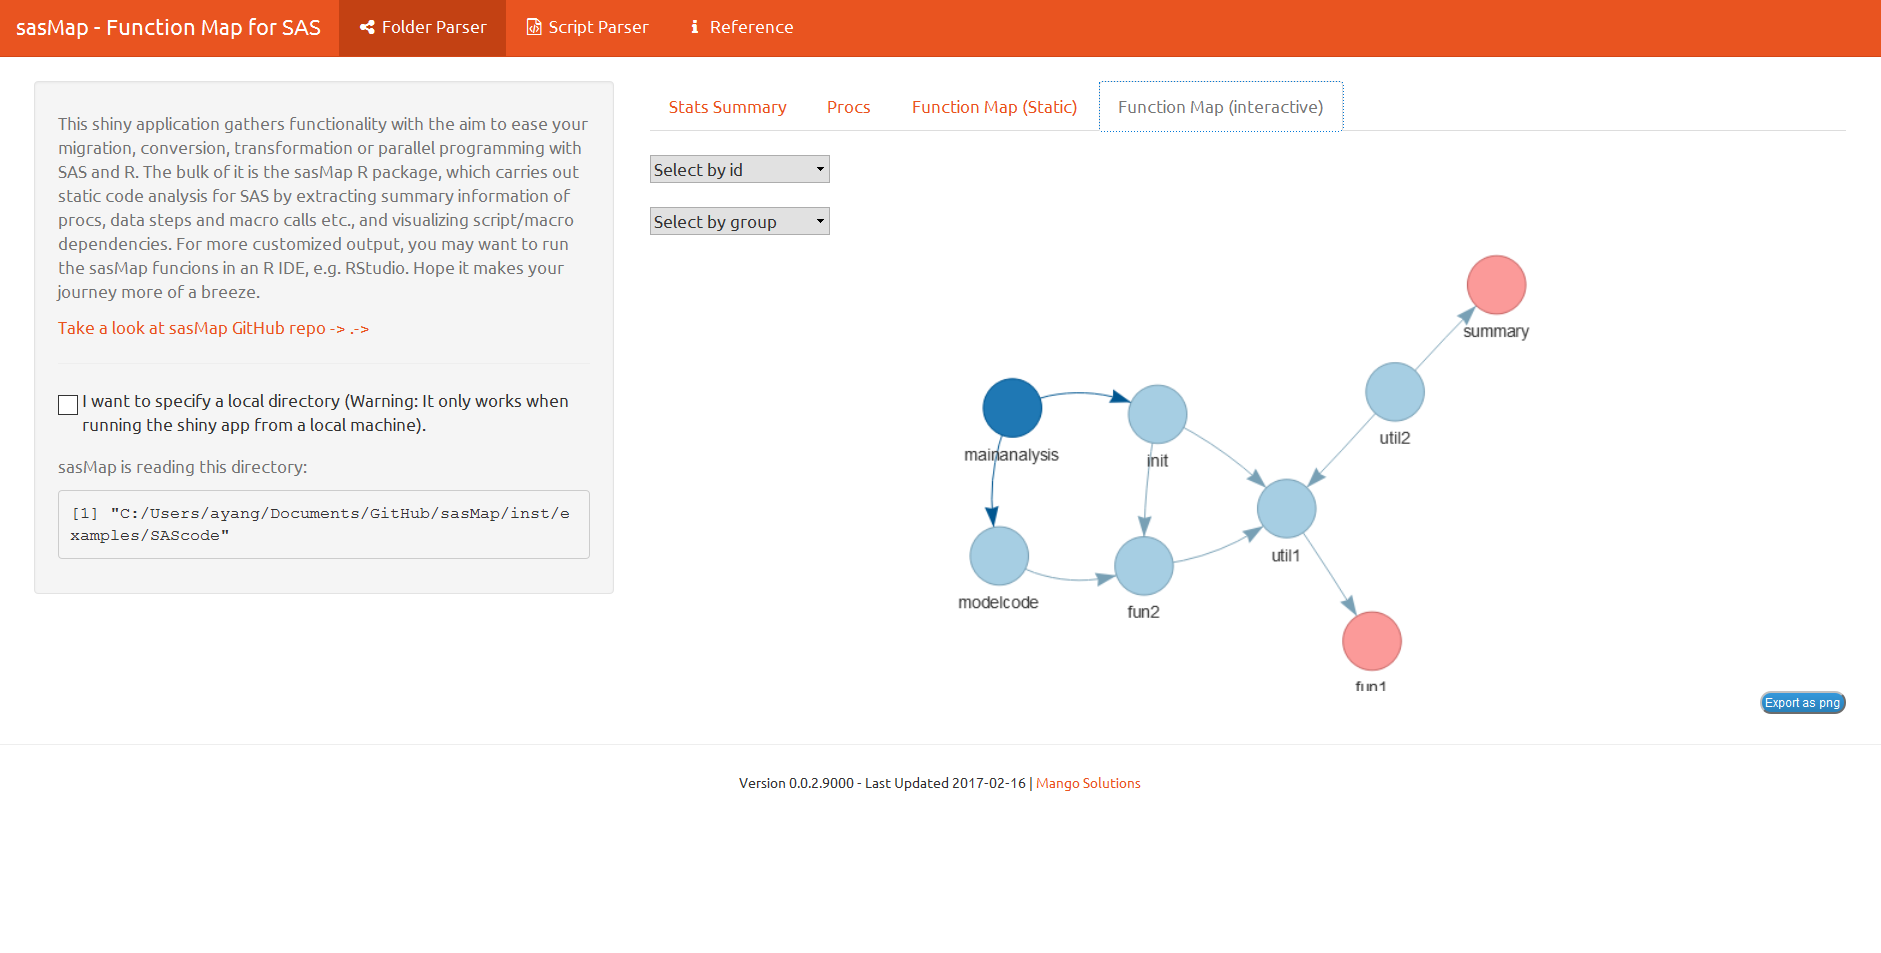 sasMap - Function Map for SAS
Folder Parser
Script Parser
Reference
This shiny application gathers functionality with the aim to ease your
migration, conversion, transformation or parallel programming with
SAS and R. The bulk of it is the sasMap R package, which carries out
static code analysis for SAS by extracting summary information of
procs, data steps and macro calls etc., and visualizing script/macro
dependencies. For more customized output, you may want to run
the sasMap funcions in an R IDE, e.g. RStudio. Hope it makes your
journey more of a breeze.
Take a look at sasMap GitHub repo -> .->
I want to specify a local directory (Warning: It only works when
running the shiny app from a local machine).
sasMap is reading this directory:
[1] "C:/Users/ayang/Documents/GitHub/sasMap/inst/e
xamples/SAScode"
Stats Summary
Procs
Function Map (Static)
Function Map (interactive)
Select by id
Select by group
summary
util2
mainanalysis
init
util1
modelcode
fun2
fun1
Export as png
Version 0.0.2.9000 - Last Updated 2017-02-16 | Mango Solutions